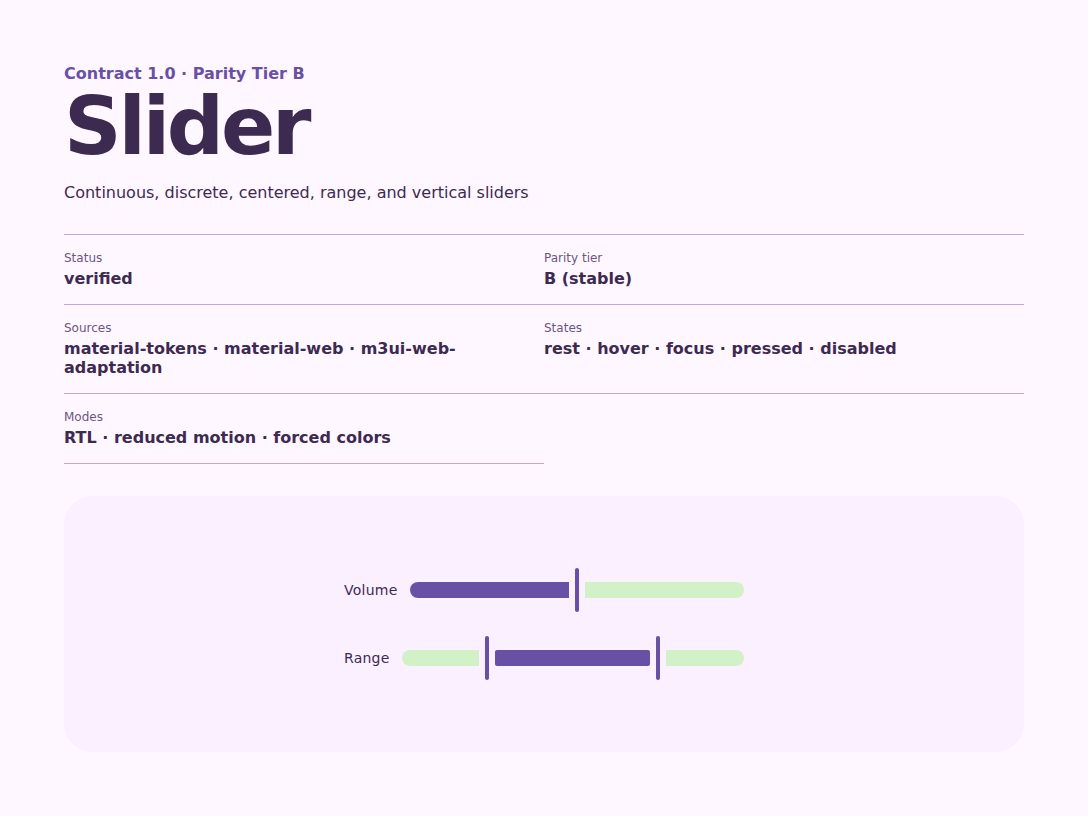 Contract 1.0 · Parity Tier B
Slider
Continuous, discrete, centered, range, and vertical sliders
Status
verified
Parity tier
B (stable)
Sources
material-tokens · material-web · m3ui-web-
adaptation
States
rest · hover · focus · pressed · disabled
Modes
RTL · reduced motion · forced colors
Volume
Range